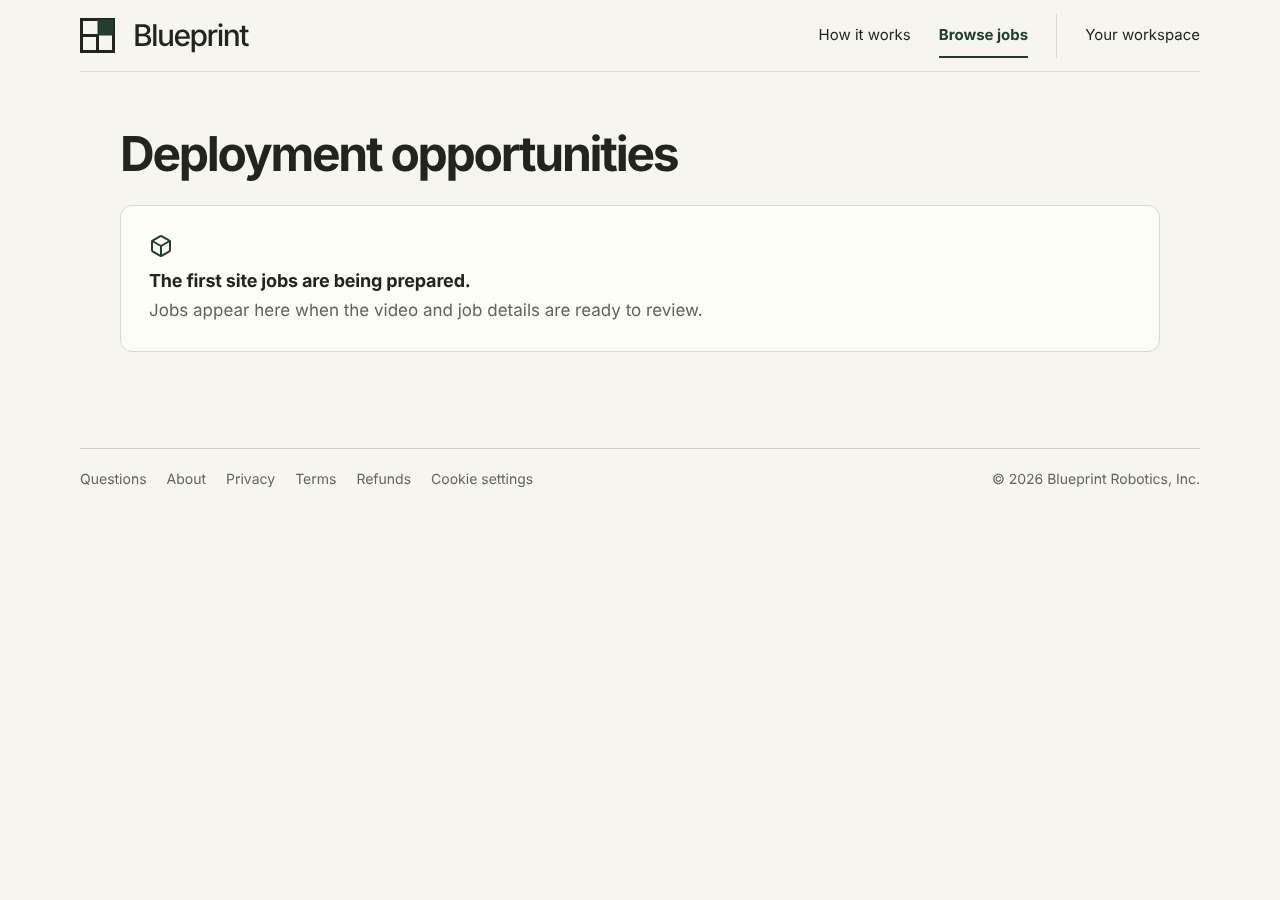 Blueprint
How it works
Browse jobs
Your workspace
Deployment opportunities
The first site jobs are being prepared.
Jobs appear here when the video and job details are ready to review.
Questions
About
Privacy
Terms
Refunds
Cookie settings
© 2026 Blueprint Robotics, Inc.